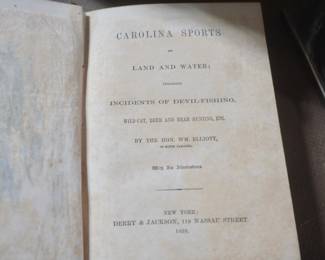 CAROLINA SPORTS
BY
LAND AND WATER;
INCLUDING
INCIDENTS OF DEVIL-FISHING,
WILD-CAT, DEER AND BEAR HUNTING, ETC.
BY THE HON. WM. ELLIOTT,
OF SOUTH CAROLINA.
With Six Illustrations
NEW YORK:
DERBY & JACKSON, 119 NASSAU STREET
1859.